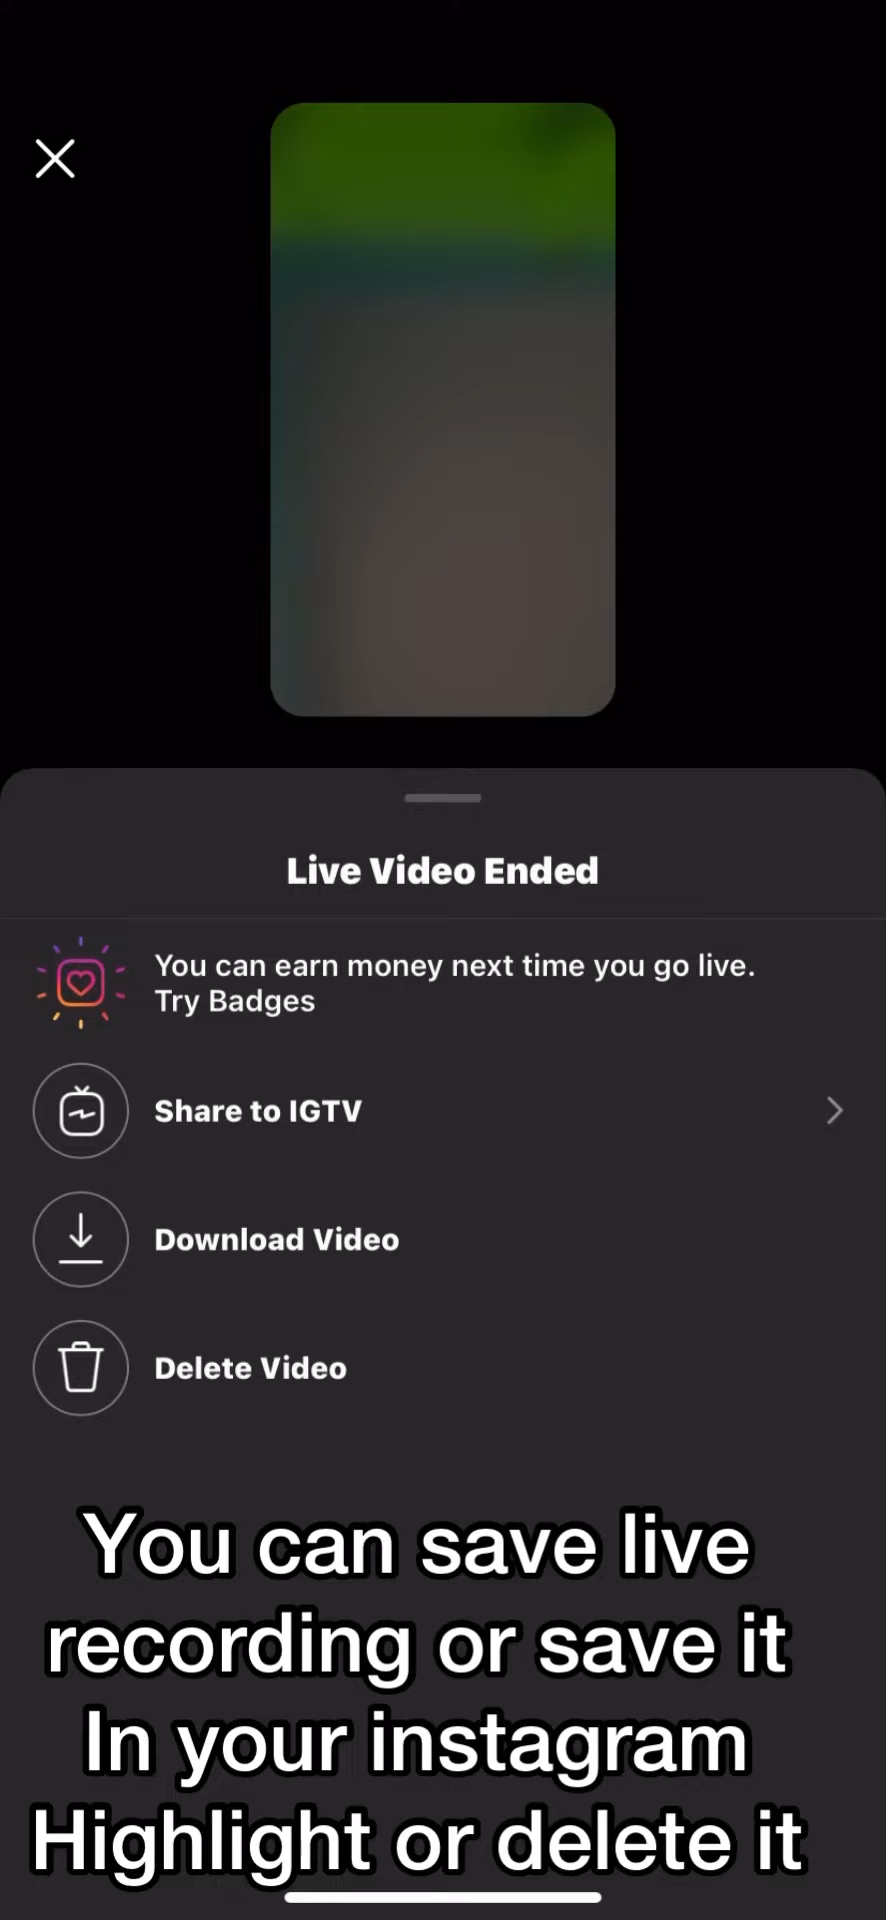 Live Video Ended
You can earn money next time you go live.
Try Badges
Share to IGTV
Download Video
Delete Video
You can save live
recording or save it
In your instagram
Highlight or delete it